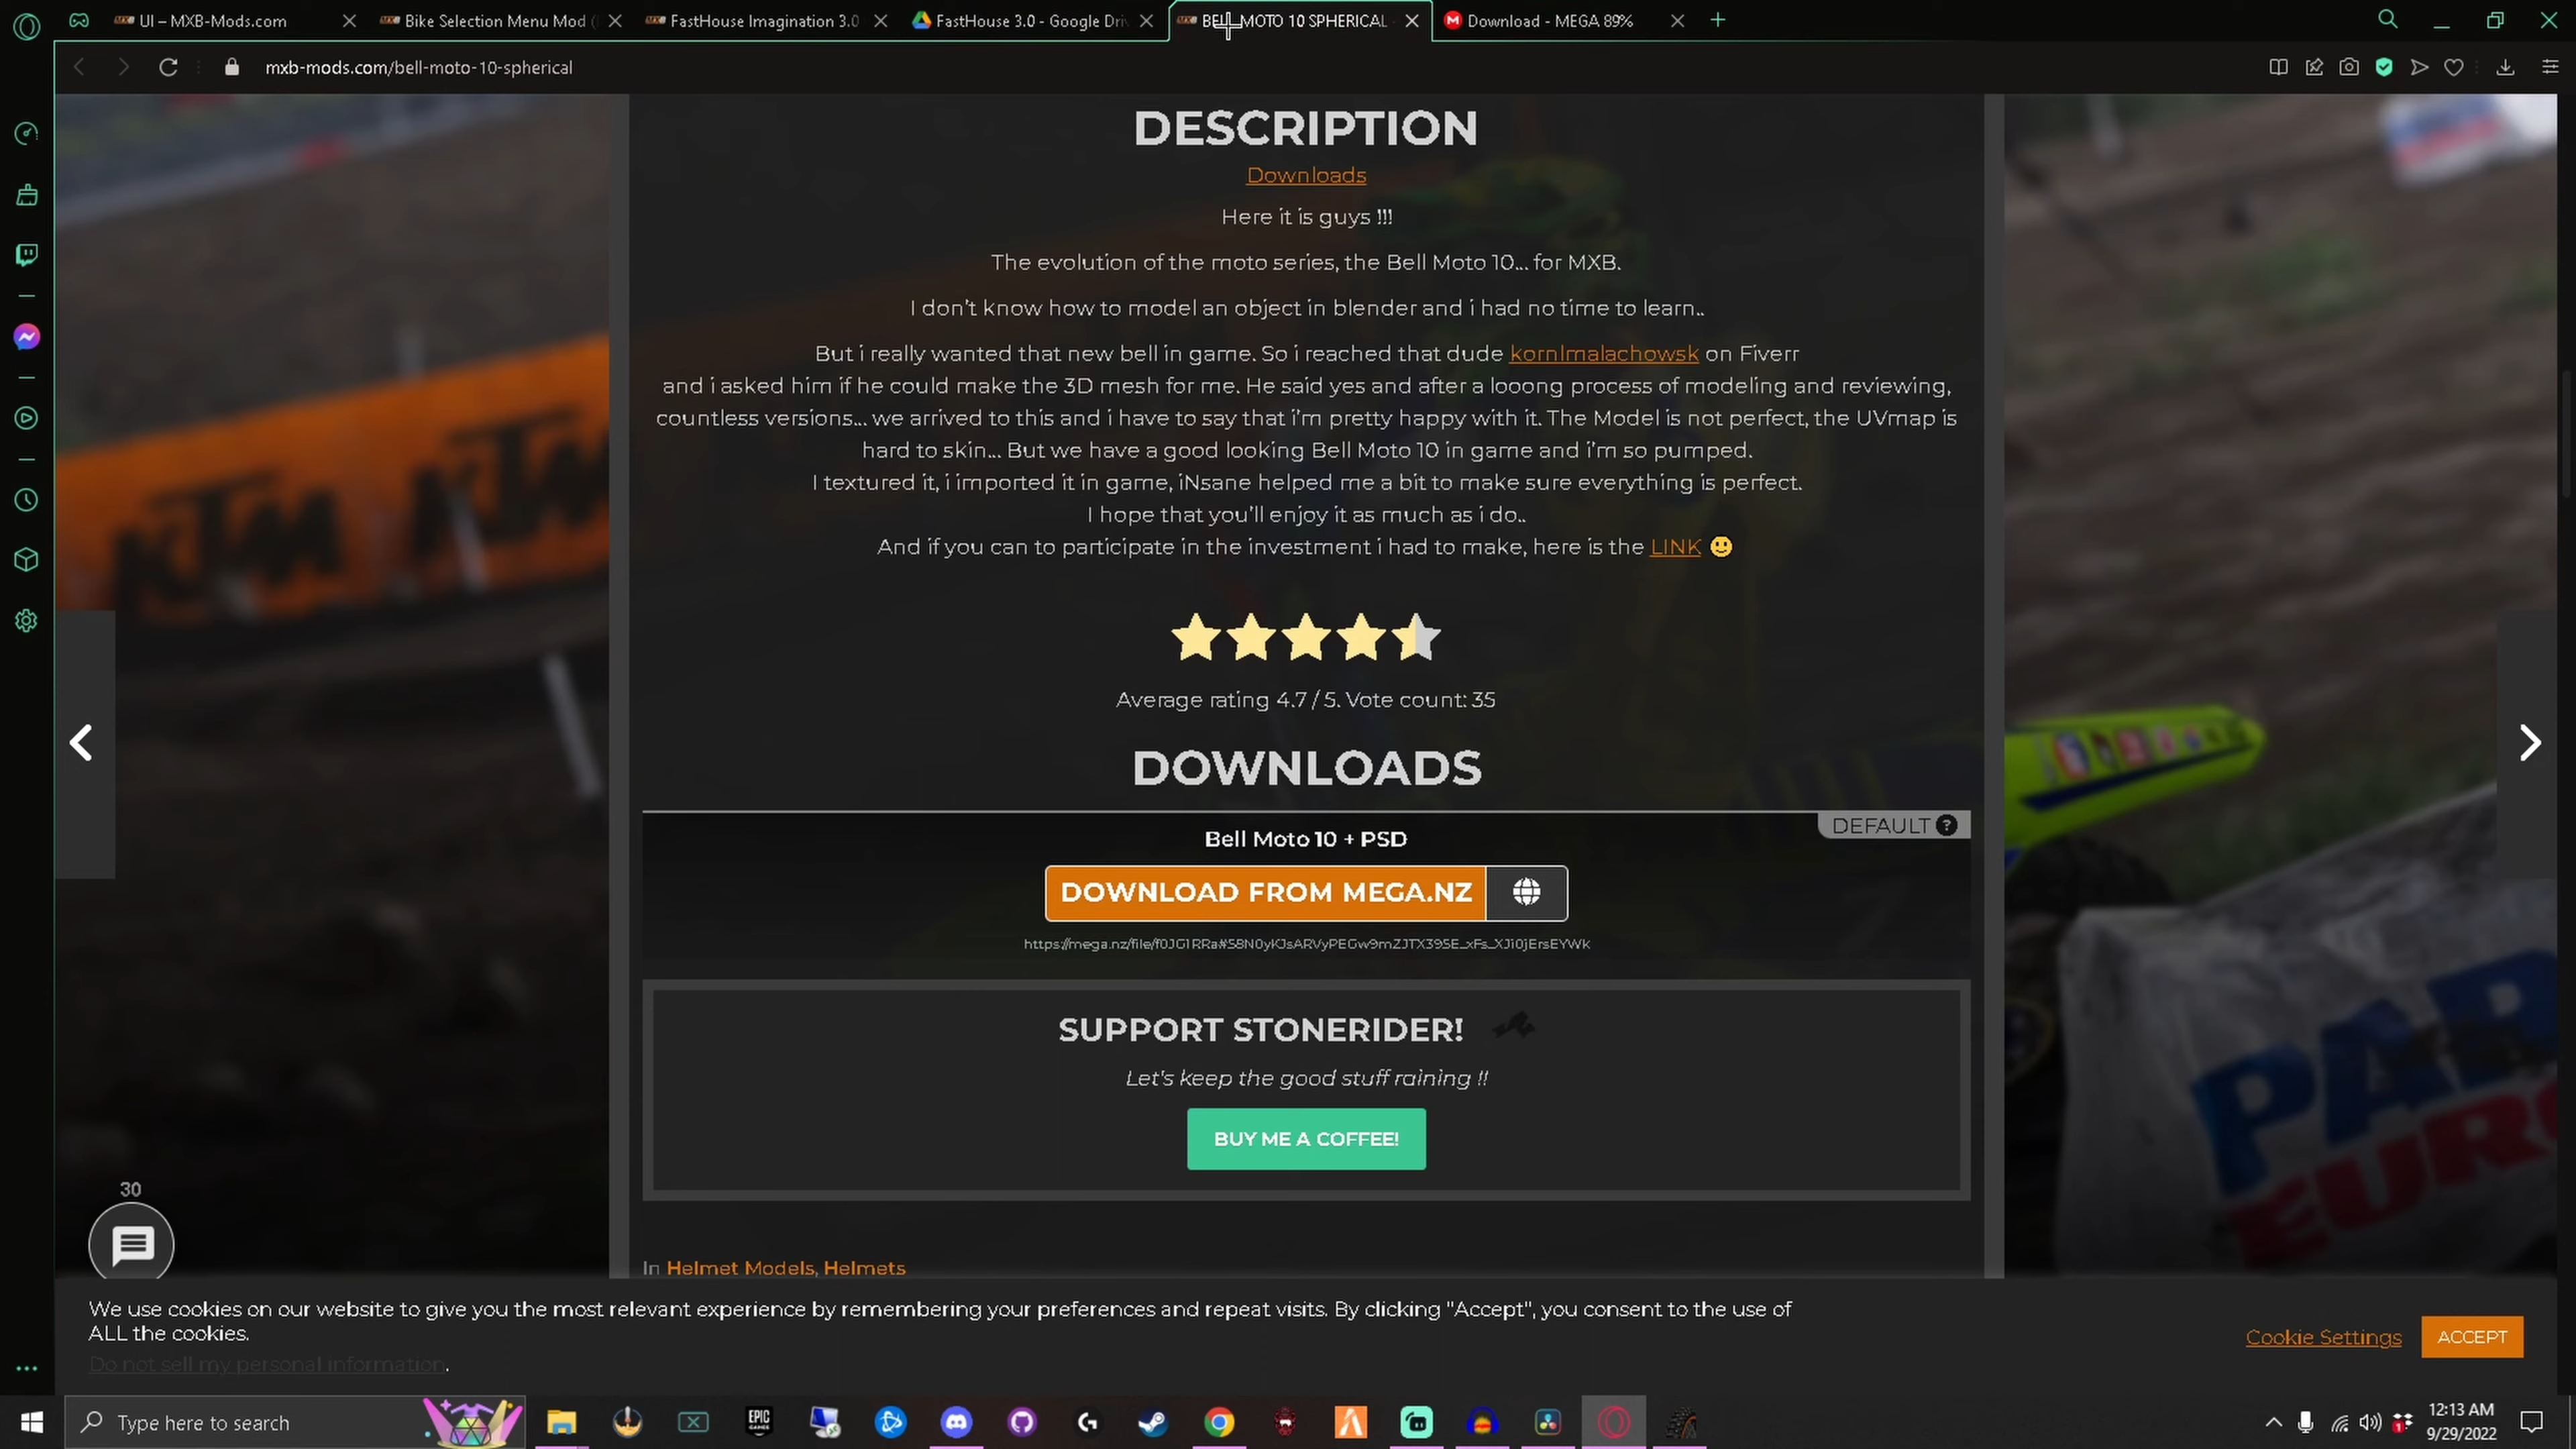 UI – MXB-Mods.com
Bike Selection Menu Mod (
FastHouse Imagination 3.0
FastHouse 3.0 - Google Dri
BELL MOTO 10 SPHERICAL
Download - MEGA 89%
mxb-mods.com/bell-moto-10-spherical
DESCRIPTION
Downloads
Here it is guys !!!
The evolution of the moto series, the Bell Moto 10... for MXB.
I don't know how to model an object in blender and i had no time to learn..
But i really wanted that new bell in game. So i reached that dude kornlmalachowsk on Fiverr
and i asked him if he could make the 3D mesh for me. He said yes and after a looong process of modeling and reviewing,
countless versions... we arrived to this and i have to say that i'm pretty happy with it. The Model is not perfect, the UVmap is
hard to skin... But we have a good looking Bell Moto 10 in game and i'm so pumped.
I textured it, i imported it in game, iNsane helped me a bit to make sure everything is perfect.
I hope that you'll enjoy it as much as i do..
And if you can to participate in the investment i had to make, here is the LINK
KTM KTM
Average rating 4.7 / 5. Vote count: 35
DOWNLOADS
DEFAULT ?
Bell Moto 10 + PSD
DOWNLOAD FROM MEGA.NZ
SUPPORT STONERIDER!
Let's keep the good stuff raining !!
BUY ME A COFFEE!
30
In Helmet Models, Helmets
We use cookies on our website to give you the most relevant experience by remembering your preferences and repeat visits. By clicking "Accept", you consent to the use of
ALL the cookies.
Do not sell my personal information.
Cookie Settings
ACCEPT
Type here to search
EPIC
GAMES
12:13 AM
9/29/2022